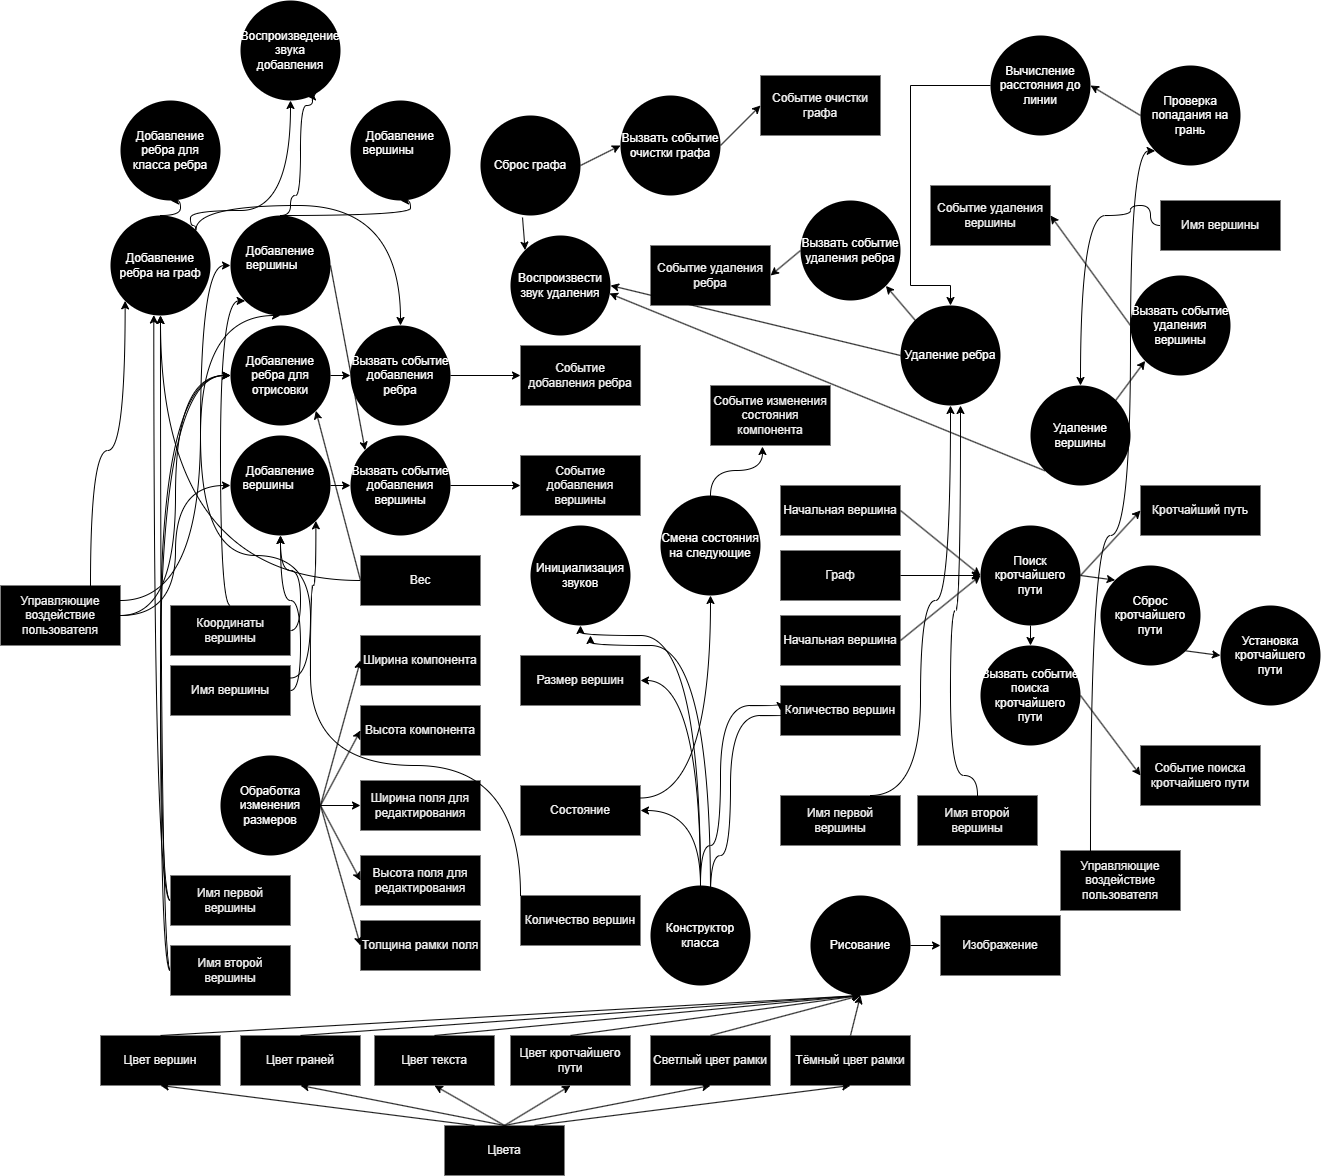 Воспроизведение
звука
добавления
Добавление
ребра для
класса ребра
Добавление
вершины
Сброс графа
Вызвать событие
очистки графа
Событие очистки
графа
Вычисление
расстояния до
линии
Проверка
попадания на
грань
Добавление
ребра на граф
Добавление
вершины
Воспроизвести
звук удаления
Событие удаления
ребра
Вызвать событие
удаления ребра
Событие удаления
вершины
Имя вершины
Добавление
ребра для
отрисовки
Вызвать событие
добавления
ребра
Событие
добавления ребра
Удаление ребра
Вызвать событие
удаления
вершины
Событие изменения
состояния
компонента
Удаление
вершины
Добавление
вершины
Вызвать событие
добавления
вершины
Событие
добавления
вершины
Начальная вершина
Кротчайший путь
Инициализация
звуков
Смена состояния
на следующие
Граф
Поиск
кротчайшего
пути
Вес
Управляющие
воздействие
пользователя
Координаты
вершины
Начальная вершина
Сброс
кротчайшего
пути
Установка
кротчайшего
пути
Имя вершины
Ширина компонента
Размер вершин
Количество вершин
Вызвать событие
поиска
кротчайшего
пути
Высота компонента
Событие поиска
кротчайшего пути
Обработка
изменения
размеров
Ширина поля для
редактирования
Состояние
Имя первой
вершины
Имя второй
вершины
Высота поля для
редактирования
Управляющие
воздействие
пользователя
Имя первой
вершины
Количество вершин
Конструктор
класса
Толщина рамки поля
Рисование
Изображение
Имя второй
вершины
Цвет вершин
Цвет граней
Цвет текста
Цвет кротчайшего
пути
Светлый цвет рамки
Тёмный цвет рамки
Цвета